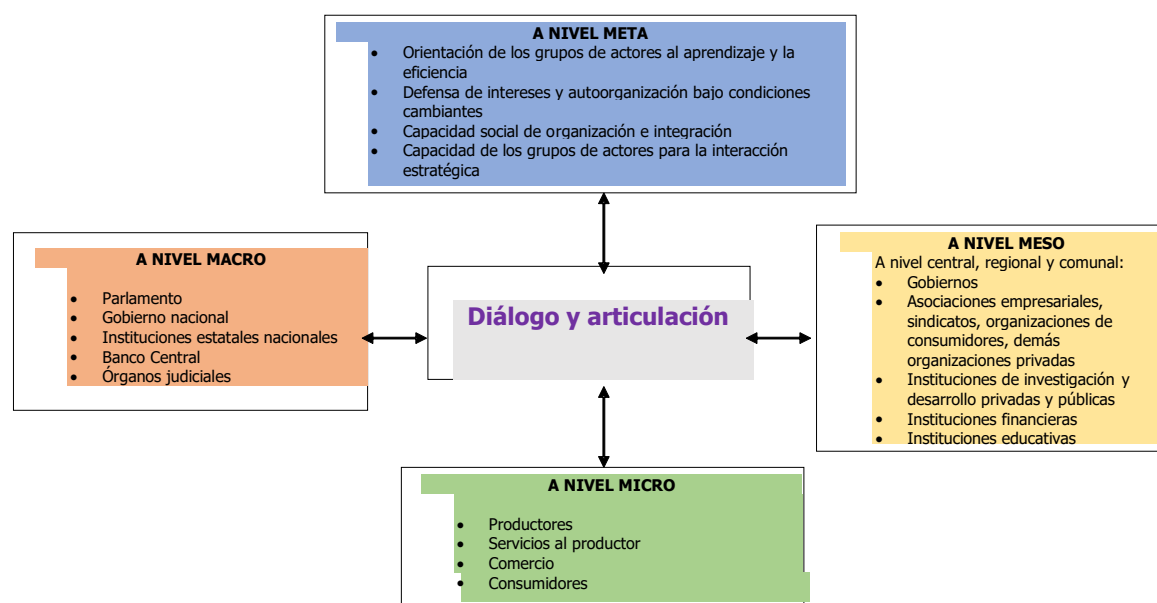 A NIVEL META
• Orientación de los grupos de actores al aprendizaje y la
eficiencia
• Defensa de intereses y autoorganización bajo condiciones
cambiantes
• Capacidad social de organización e integración
• Capacidad de los grupos de actores para la interacción
estratégica
A NIVEL MACRO
• Parlamento
• Gobierno nacional
• Instituciones estatales nacionales
• Banco Central
• Órganos judiciales
Diálogo y articulación
A NIVEL MESO
A nivel central, regional y comunal:
• Gobiernos
• Asociaciones empresariales,
sindicatos, organizaciones de
consumidores, demás
organizaciones privadas
• Instituciones de investigación y
desarrollo privadas y públicas
• Instituciones financieras
• Instituciones educativas
A NIVEL MICRO
• Productores
• Servicios al productor
• Comercio
• Consumidores